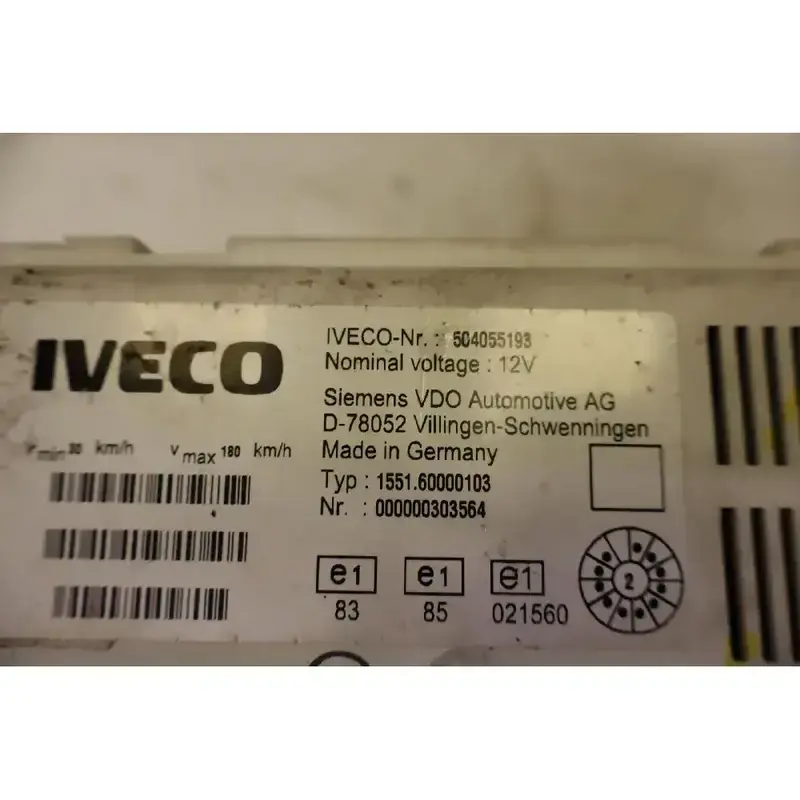 IVECO
IVECO-Nr. : 504055193
Nominal voltage : 12V
Siemens VDO Automotive AG
D-78052 Villingen-Schwenningen
Made in Germany
Typ : 1551.60000103
Nr. : 000000303564
V min 30 km/h V max 180 km/h
e1 e1 e1
83 85 021560
2